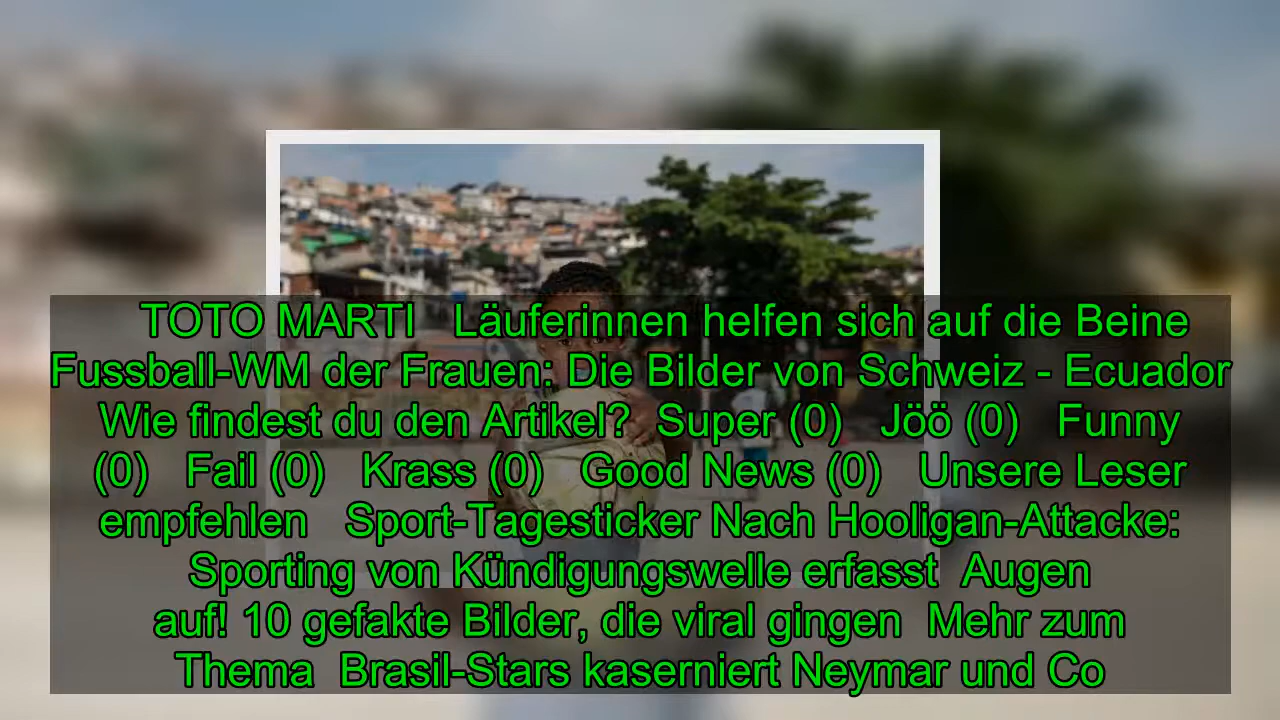 TOTO MARTI Läuferinnen helfen sich auf die Beine
Fussball-WM der Frauen: Die Bilder von Schweiz - Ecuador
Wie findest du den Artikel? Super (0) Jöö (0) Funny
(0) Fail (0) Krass (0) Good News (0) Unsere Leser
empfehlen Sport-Tagesticker Nach Hooligan-Attacke:
Sporting von Kündigungswelle erfasst Augen
auf! 10 gefakte Bilder, die viral gingen Mehr zum
Thema Brasil-Stars kaserniert Neymar und Co